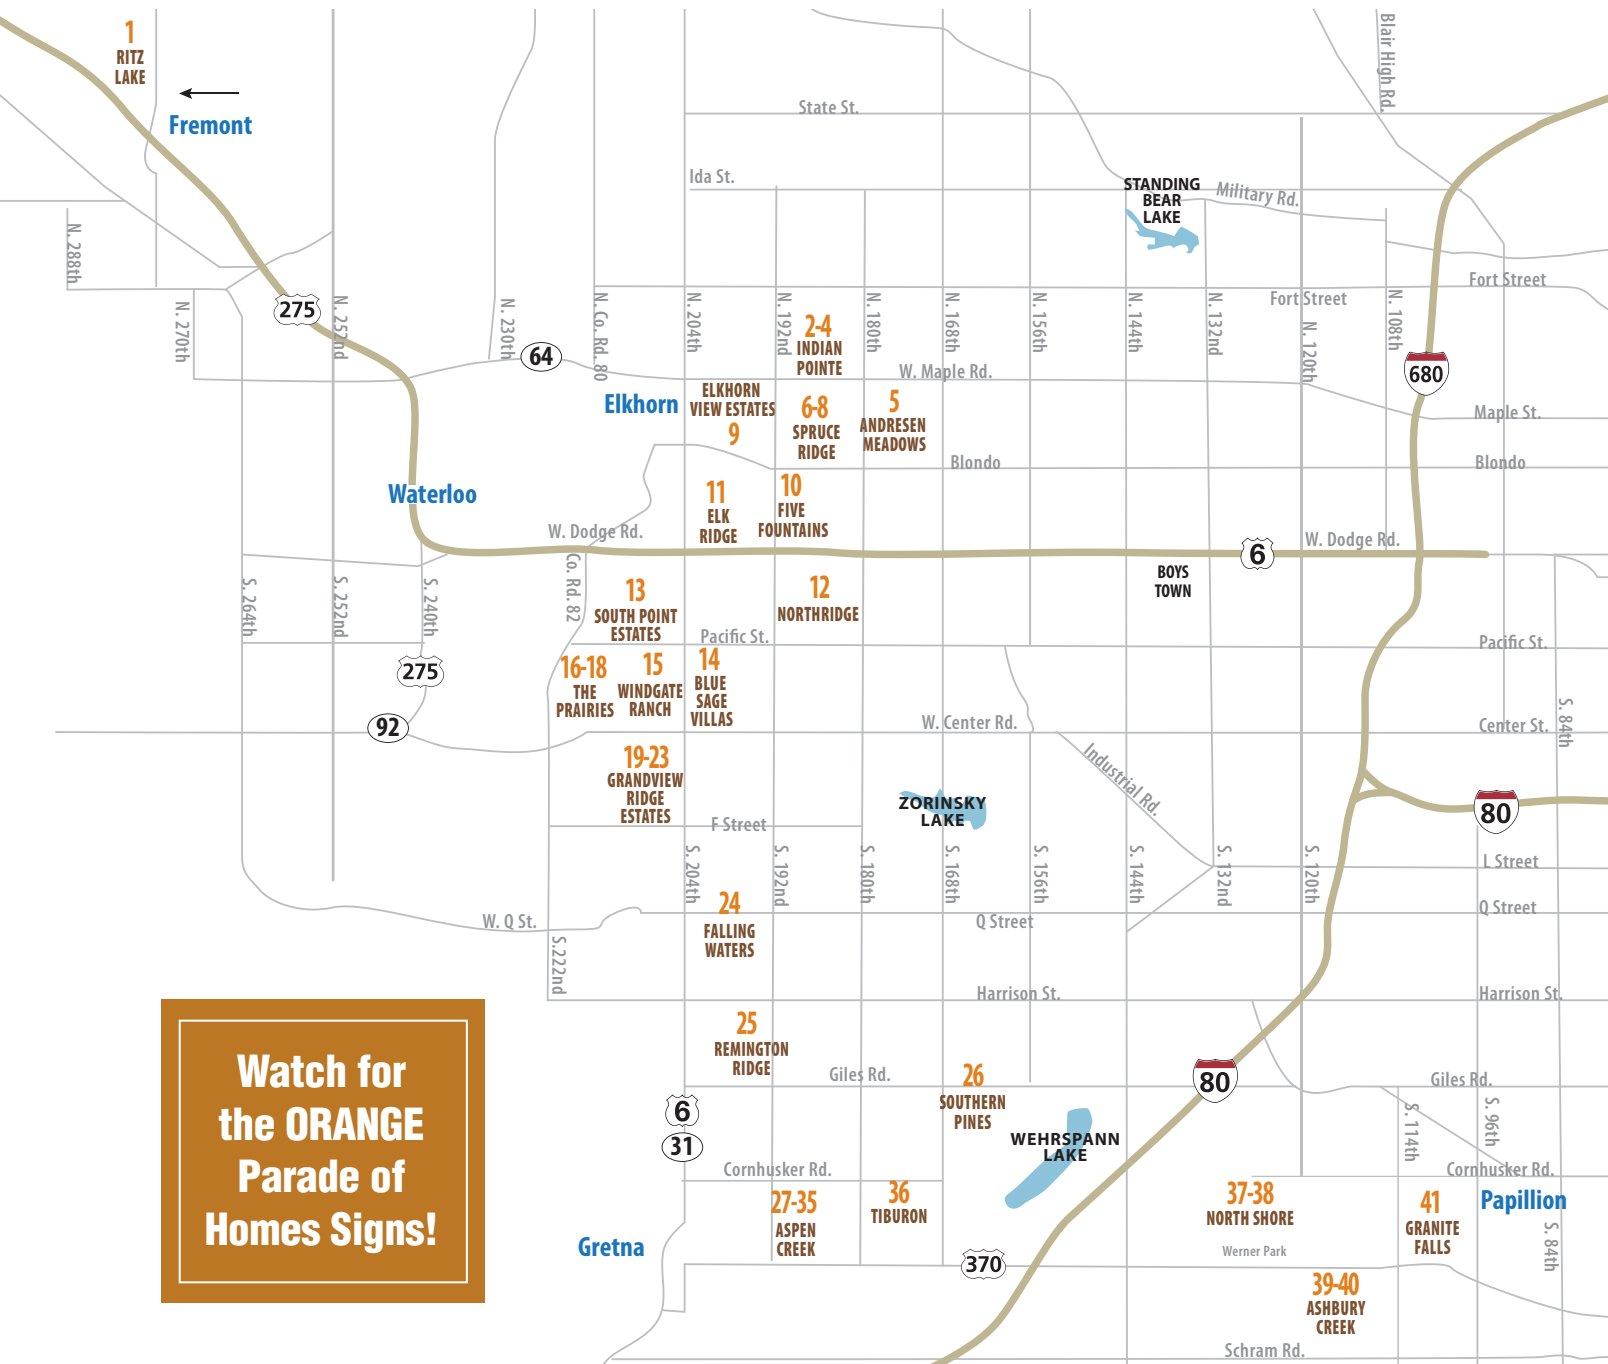 1
RITZ
LAKE
Fremont
State St.
Blair High Rd.
Ida St.
STANDING
BEAR
LAKE
Military Rd.
N. 288th
N. 270th
275
N. 252nd
N. 230th
64
N. Co. Rd. 80
N. 204th
N. 192nd
2-4
INDIAN
POINTE
N. 180th
N. 168th
N. 156th
N. 144th
N. 132nd
Fort Street
Fort Street
N. 120th
N. 108th
680
W. Maple Rd.
Maple St.
Elkhorn
ELKHORN
VIEW ESTATES
9
6-8
SPRUCE
RIDGE
5
ANDRESEN
MEADOWS
Blondo
Blondo
Waterloo
11
ELK
RIDGE
10
FIVE
FOUNTAINS
W. Dodge Rd.
6
W. Dodge Rd.
BOYS
TOWN
S. 264th
S. 252nd
S. 240th
Co. Rd. 82
13
SOUTH POINT
ESTATES
12
NORTHRIDGE
Pacific St.
Pacific St.
275
92
16-18
THE
PRAIRIES
15
WINDGATE
RANCH
14
BLUE
SAGE
VILLAS
W. Center Rd.
Center St.
S. 84th
Industrial Rd.
19-23
GRANDVIEW
RIDGE
ESTATES
ZORINSKY
LAKE
80
F Street
S. 204th
S. 192nd
S. 180th
S. 168th
S. 156th
S. 144th
S. 132nd
S. 120th
L Street
24
FALLING
WATERS
W. Q St.
Q Street
Q Street
S.222nd
Harrison St.
Harrison St.
25
REMINGTON
RIDGE
Giles Rd.
26
SOUTHERN
PINES
80
Giles Rd.
S. 114th
S. 96th
6
31
WEHRSPANN
LAKE
Cornhusker Rd.
Cornhusker Rd.
27-35
ASPEN
CREEK
36
TIBURON
37-38
NORTH SHORE
Werner Park
41
GRANITE
FALLS
Papillion
S. 84th
Gretna
370
39-40
ASHBURY
CREEK
Schram Rd.
Watch for
the ORANGE
Parade of
Homes Signs!